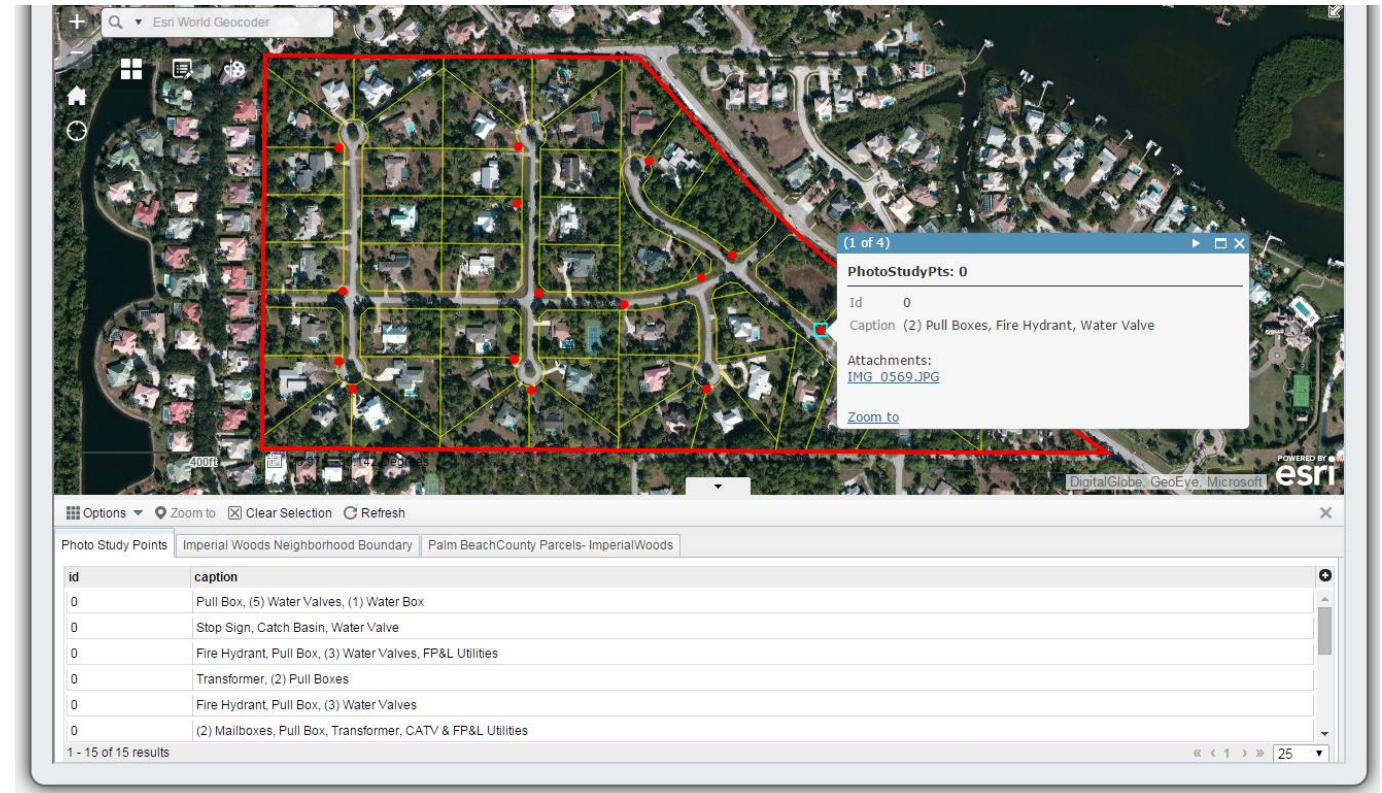 Esri World Geocoder
(1 of 4)
PhotoStudyPts: 0
Id 0
Caption (2) Pull Boxes, Fire Hydrant, Water Valve
Attachments:
IMG_0569.JPG
Zoom to
400ft
POWERED BY
esri
DigitalGlobe, GeoEye, Microsoft
Options Zoom to Clear Selection Refresh
Photo Study Points Imperial Woods Neighborhood Boundary Palm BeachCounty Parcels- ImperialWoods
id caption
0 Pull Box, (5) Water Valves, (1) Water Box
0 Stop Sign, Catch Basin, Water Valve
0 Fire Hydrant, Pull Box, (3) Water Valves, FP&L Utilities
0 Transformer, (2) Pull Boxes
0 Fire Hydrant, Pull Box, (3) Water Valves
0 (2) Mailboxes, Pull Box, Transformer, CATV & FP&L Utilities
1 - 15 of 15 results « ‹ 1 › » 25